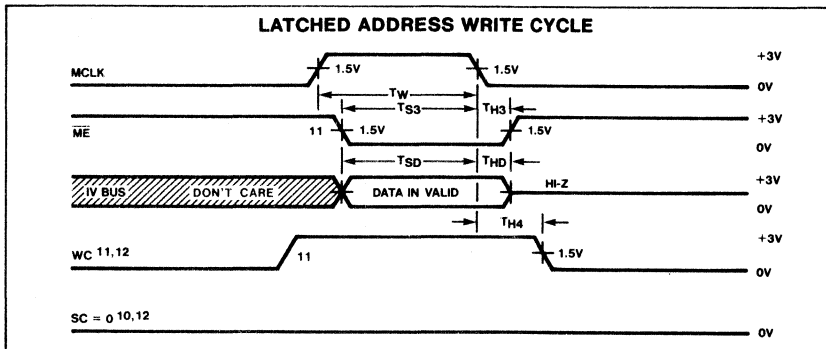 LATCHED ADDRESS WRITE CYCLE
MCLK 1.5V 1.5V +3V
0V
TW
TS3 TH3
ME 11 1.5V 1.5V +3V
0V
TSD THD
IV BUS DON'T CARE DATA IN VALID HI-Z +3V
0V
TH4
WC 11,12 11 1.5V +3V
0V
SC = 0 10,12 0V